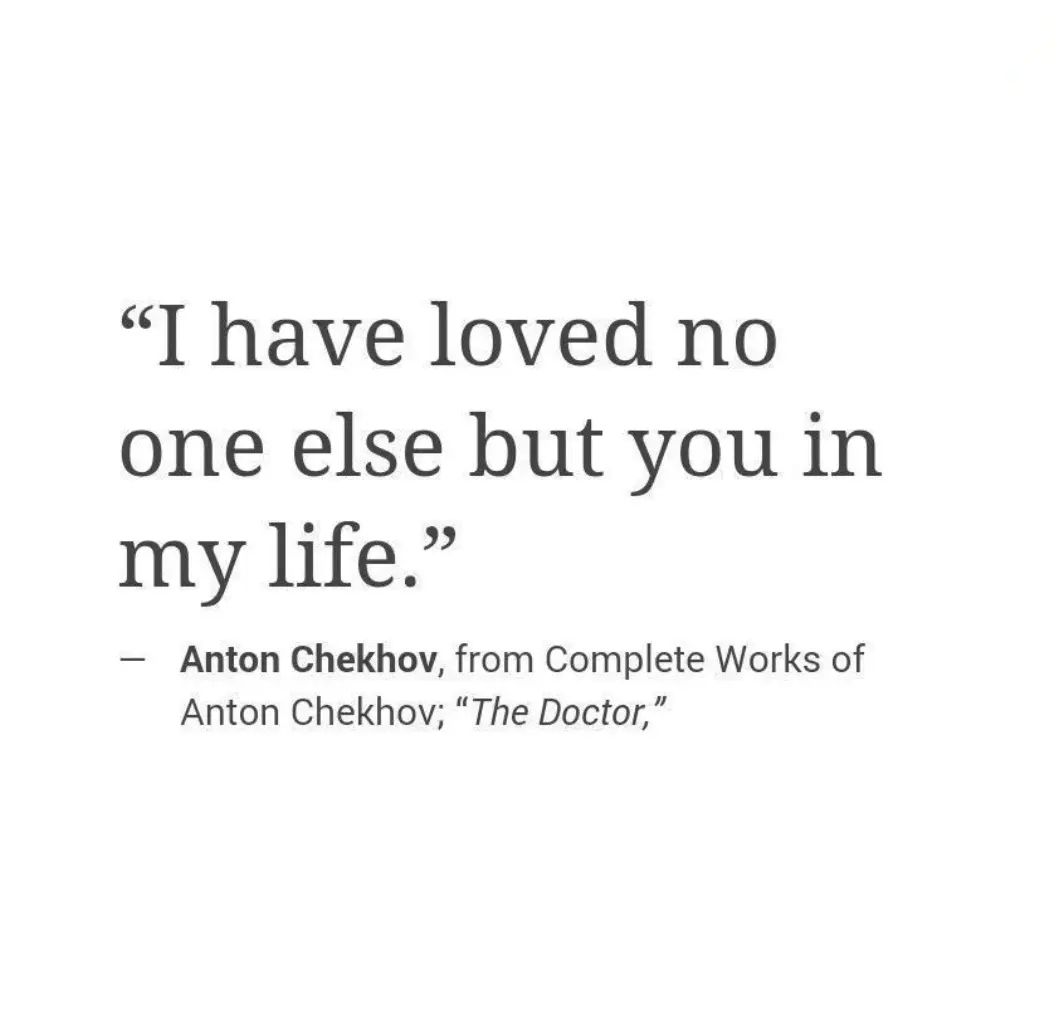 “I have loved no
one else but you in
my life.”
— Anton Chekhov, from Complete Works of
Anton Chekhov; “The Doctor,”